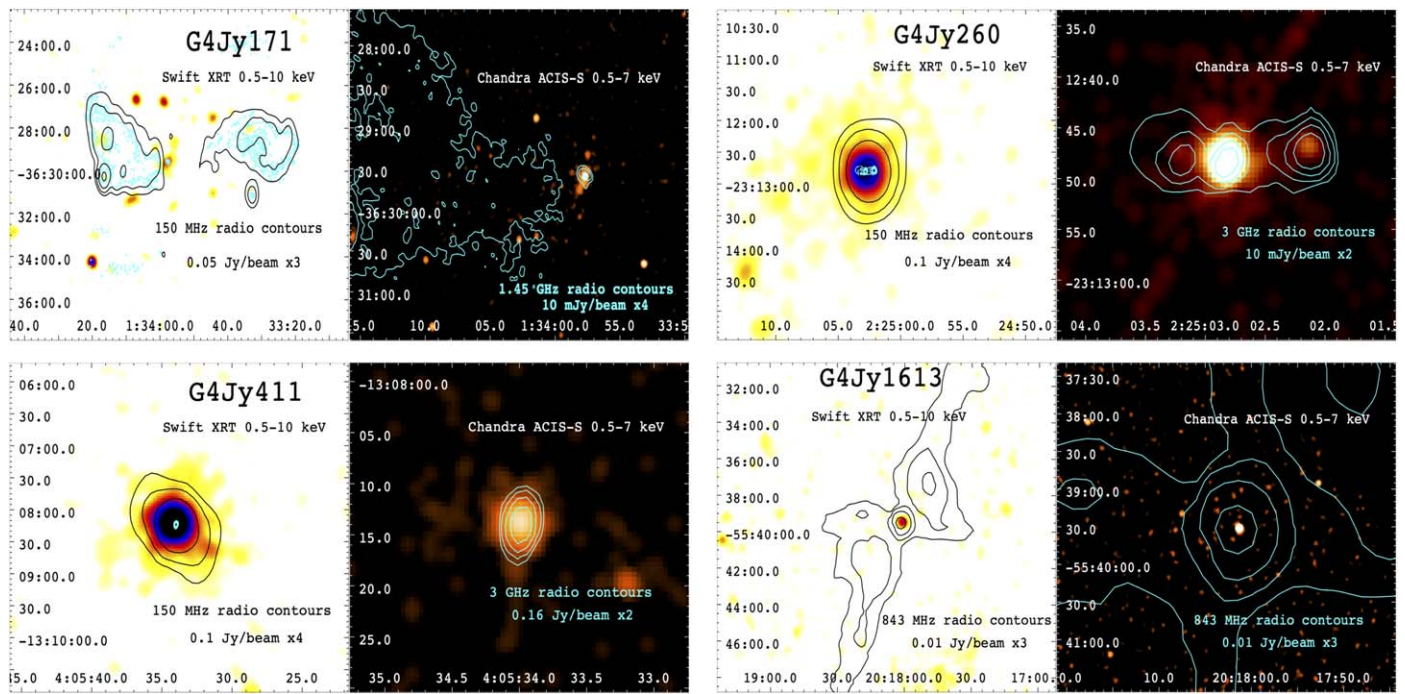 G4Jy171
Swift XRT 0.5-10 keV
24:00.0
26:00.0
28:00.0
-36:30:00.0
32:00.0
34:00.0
36:00.0
150 MHz radio contours
0.05 Jy/beam x3
40.0 20.0 1:34:00.0 40.0 33:20.0
Chandra ACIS-S 0.5-7 keV
28:00.0
30.0
29:00.0
30.0
-36:30:00.0
30.0
31:00.0
1.45 GHz radio contours
10 mJy/beam x4
5.0 10.0 05.0 1:34:00.0 55.0 33:5
G4Jy260
Swift XRT 0.5-10 keV
10:30.0
11:00.0
30.0
12:00.0
30.0
-23:13:00.0
30.0
14:00.0
30.0
150 MHz radio contours
0.1 Jy/beam x4
10.0 05.0 2:25:00.0 55.0 24:50.0
Chandra ACIS-S 0.5-7 keV
35.0
12:40.0
45.0
50.0
55.0
-23:13:00.0
3 GHz radio contours
10 mJy/beam x2
04.0 03.5 2:25:03.0 02.5 02.0 01.5
G4Jy411
Swift XRT 0.5-10 keV
06:00.0
30.0
07:00.0
30.0
08:00.0
30.0
09:00.0
30.0
-13:10:00.0
150 MHz radio contours
0.1 Jy/beam x4
45.0 4:05:40.0 35.0 30.0 25.0
Chandra ACIS-S 0.5-7 keV
-13:08:00.0
05.0
10.0
15.0
20.0
25.0
3 GHz radio contours
0.16 Jy/beam x2
35.0 34.5 4:05:34.0 33.5 33.0
G4Jy1613
Swift XRT 0.5-10 keV
32:00.0
34:00.0
36:00.0
38:00.0
-55:40:00.0
42:00.0
44:00.0
46:00.0
843 MHz radio contours
0.01 Jy/beam x3
19:00.0 30.0 20:18:00.0 30.0 17:00.0
Chandra ACIS-S 0.5-7 keV
37:30.0
38:00.0
30.0
39:00.0
30.0
-55:40:00.0
30.0
41:00.0
843 MHz radio contours
0.01 Jy/beam x3
10.0 20:18:00.0 17:50.0